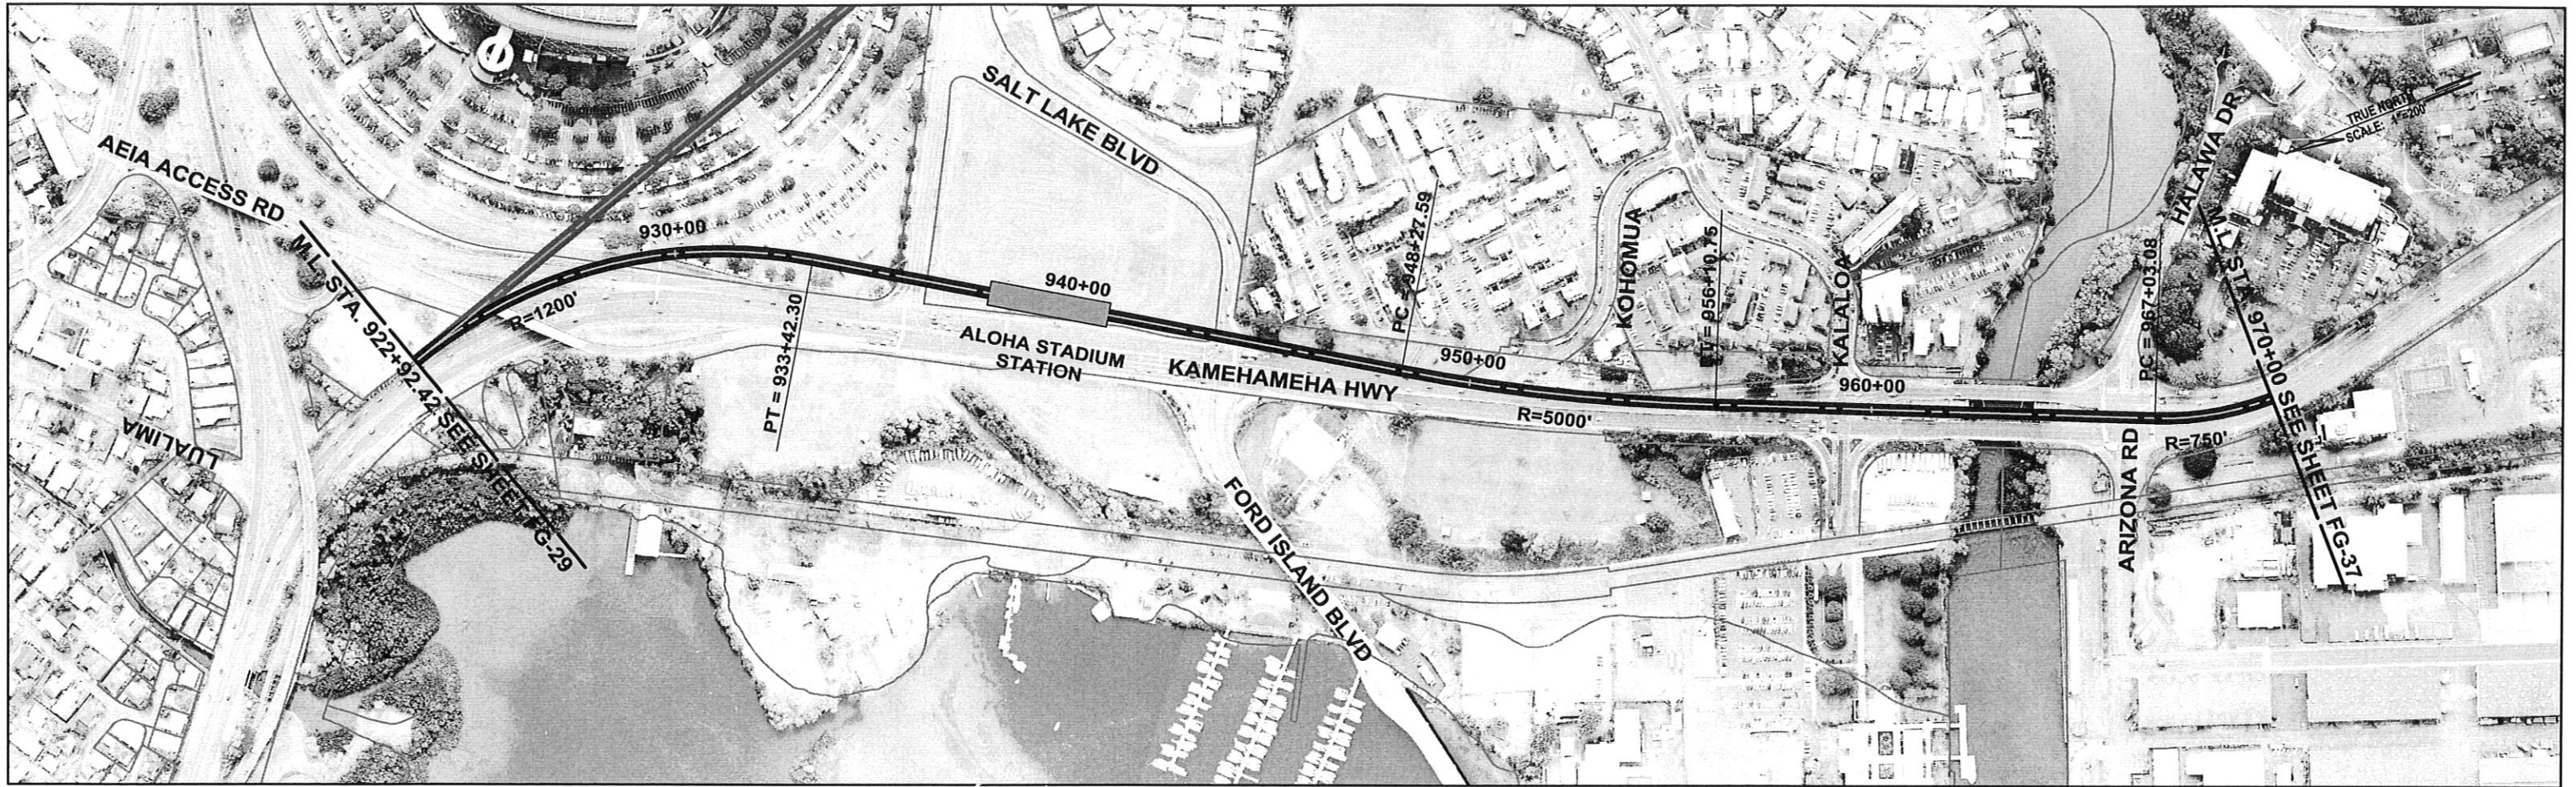 SALT LAKE BLVD
TRUE NORTH
SCALE: 1"=200'
HALAWA DR
AEIA ACCESS RD
930+00
PC = 948+27.59
KOHOMUA
956+10.75
KALALOA
PC = 967+03.08
M.L. STA. 970+00 SEE SHEET FG-37
M.L. STA. 922+92.42 SEE SHEET FG-29
R=1200'
940+00
PT = 933+42.30
ALOHA STADIUM
STATION
KAMEHAMEHA HWY
950+00
960+00
R=5000'
R=750'
LUALIMA
ARIZONA RD
FORD ISLAND BLVD